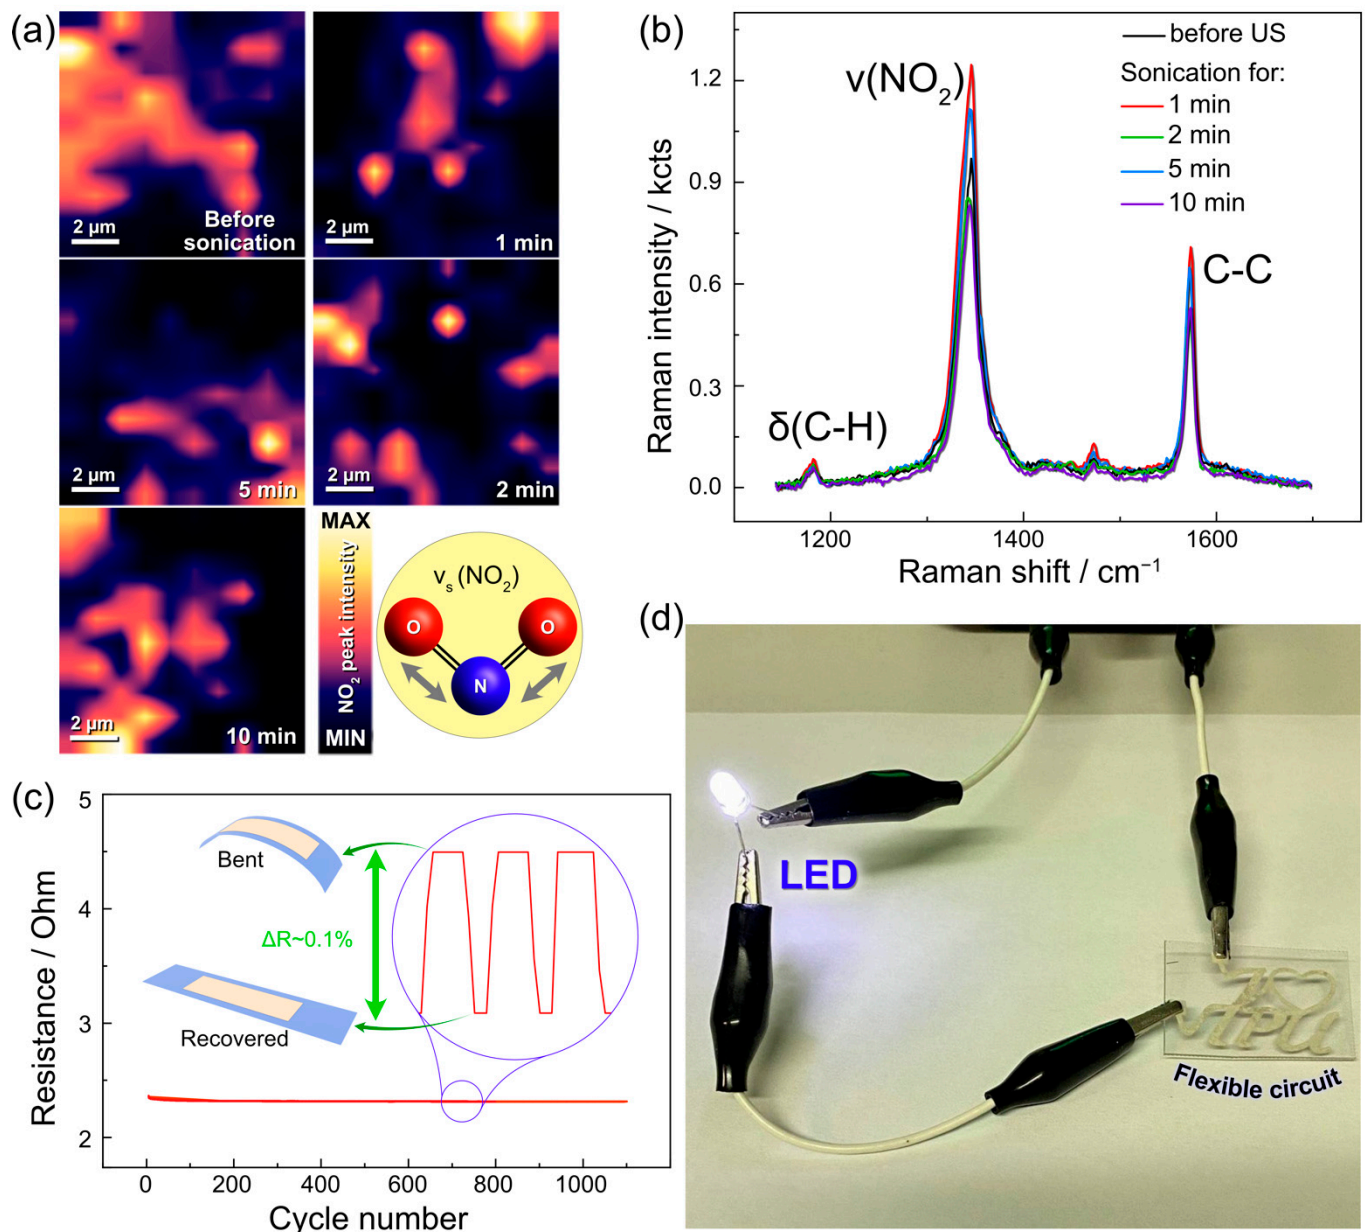 (a)
2 μm
Before
sonication
2 μm
1 min
2 μm
5 min
2 μm
2 min
2 μm
10 min
MAX
NO₂ peak intensity
MIN
νₛ(NO₂)
O
O
N
(b)
before US
Sonication for:
1 min
2 min
5 min
10 min
ν(NO₂)
C-C
δ(C-H)
Raman intensity / kcts
1.2
0.9
0.6
0.3
0.0
1200
1400
1600
Raman shift / cm⁻¹
(c)
Resistance / Ohm
5
4
3
2
Bent
ΔR~0.1%
Recovered
0
200
400
600
800
1000
Cycle number
(d)
LED
Flexible circuit